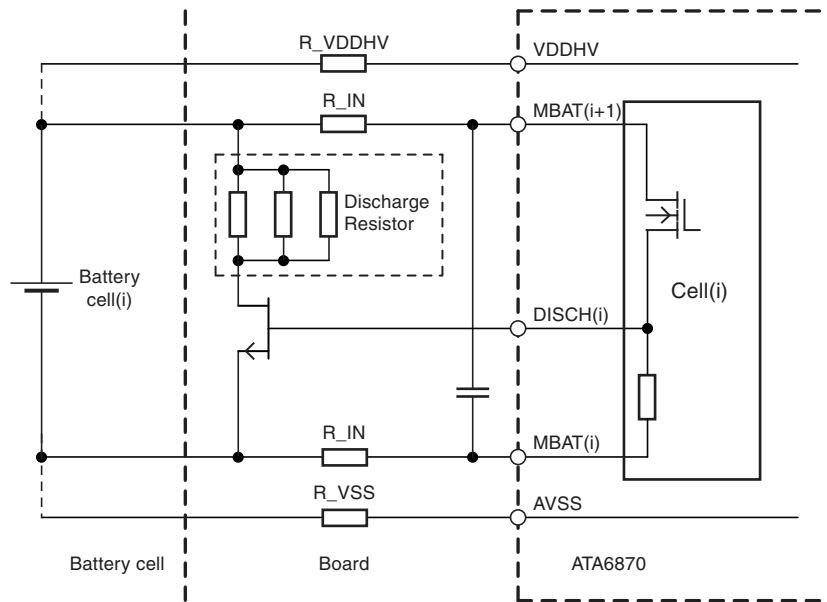 R_VDDHV
VDDHV
R_IN
MBAT(i+1)
Discharge
Resistor
Battery
cell(i)
Cell(i)
DISCH(i)
R_IN
MBAT(i)
R_VSS
AVSS
Battery cell
Board
ATA6870